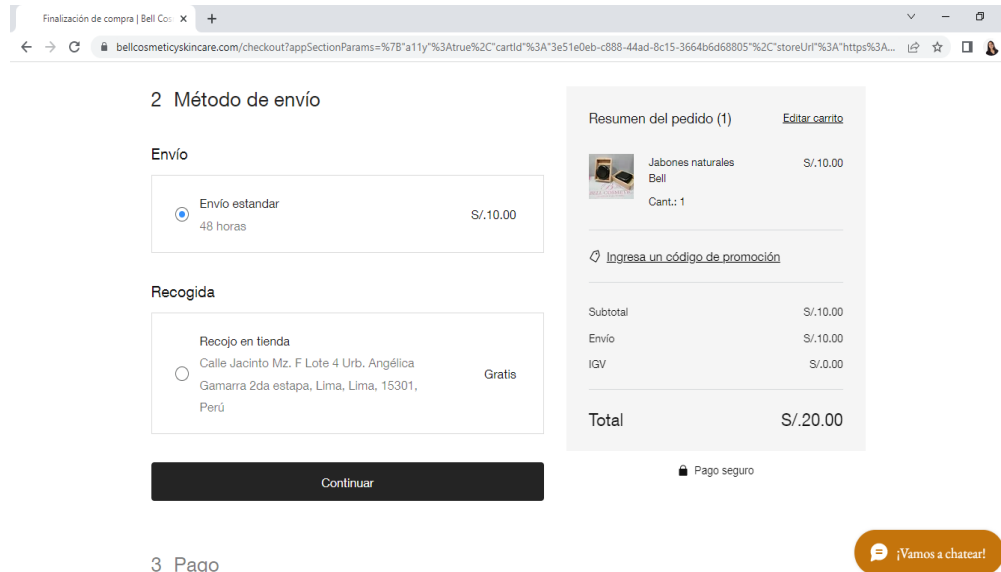 Finalización de compra | Bell Cos
bellcosmeticyskincare.com/checkout?appSectionParams=%7B"a11y"%3Atrue%2C"cartId"%3A"3e51e0eb-c888-44ad-8c15-3664b6d68805"%2C"storeUrl"%3A"https%3A...
2 Método de envío
Envío
Envío estandar
48 horas
S/.10.00
Recogida
Recojo en tienda
Calle Jacinto Mz. F Lote 4 Urb. Angélica
Gamarra 2da estapa, Lima, Lima, 15301,
Perú
Gratis
Continuar
3 Pago
Resumen del pedido (1)
Editar carrito
Jabones naturales
Bell
S/.10.00
Cant.: 1
Ingresa un código de promoción
Subtotal S/.10.00
Envío S/.10.00
IGV S/.0.00
Total S/.20.00
Pago seguro
¡Vamos a chatear!